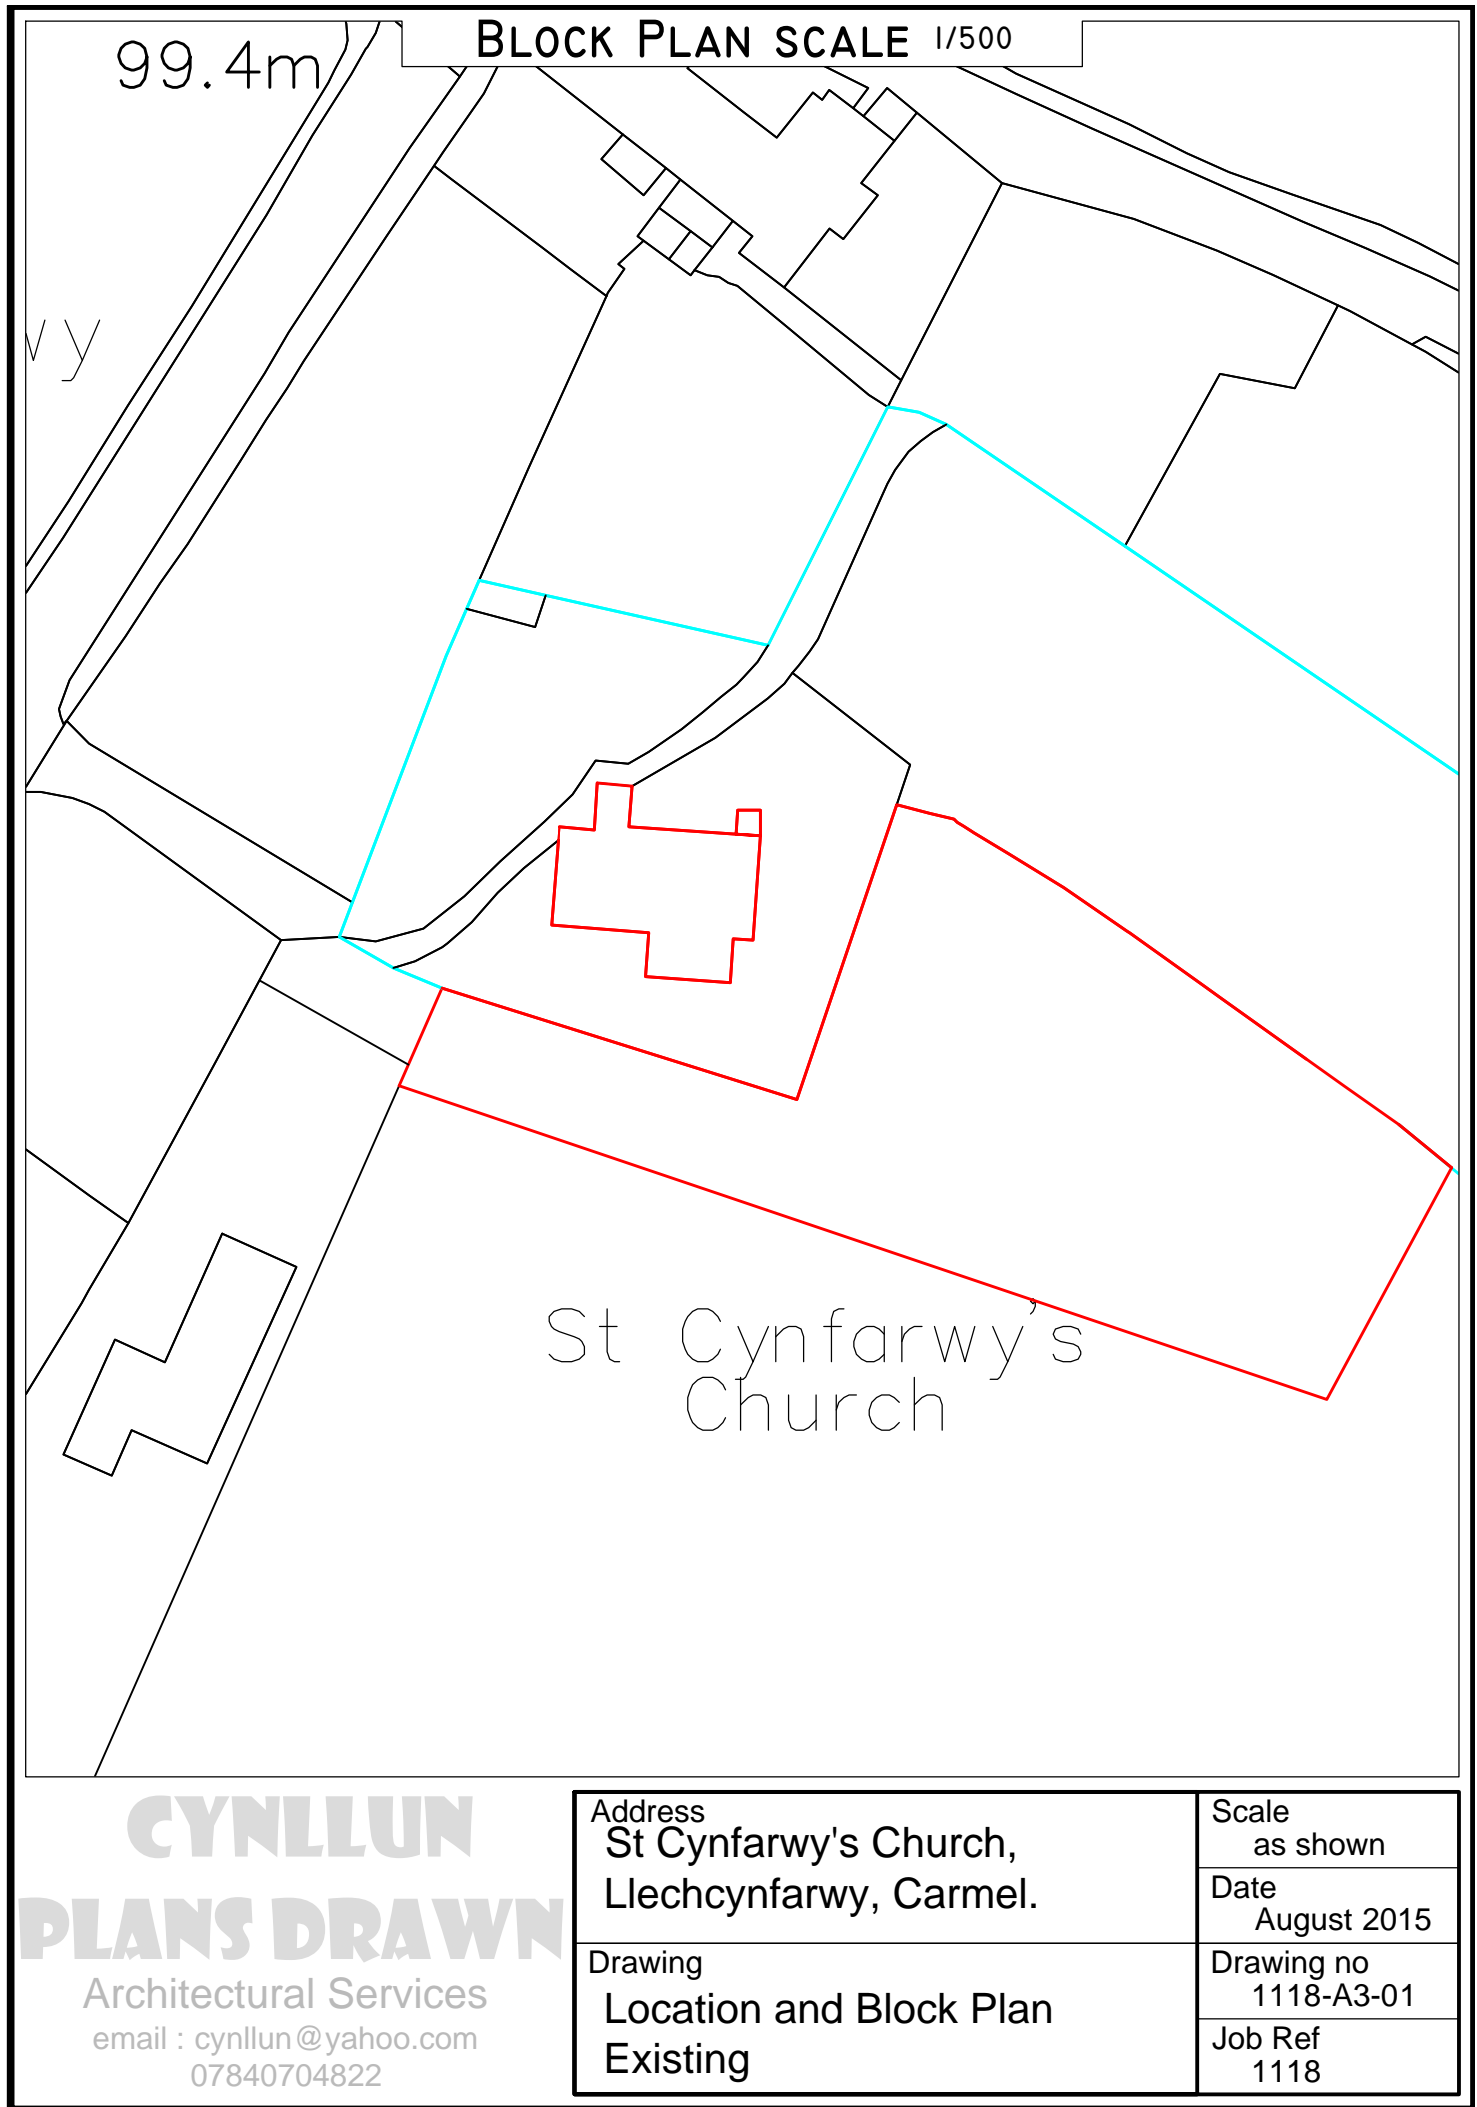 BLOCK PLAN SCALE 1/500
99.4m
wy
St Cynfarwy's
Church
CYNLLUN
PLANS DRAWN
Architectural Services
email : cynllun@yahoo.com
07840704822
Address
St Cynfarwy's Church,
Llechcynfarwy, Carmel.
Drawing
Location and Block Plan
Existing
Scale
as shown
Date
August 2015
Drawing no
1118-A3-01
Job Ref
1118